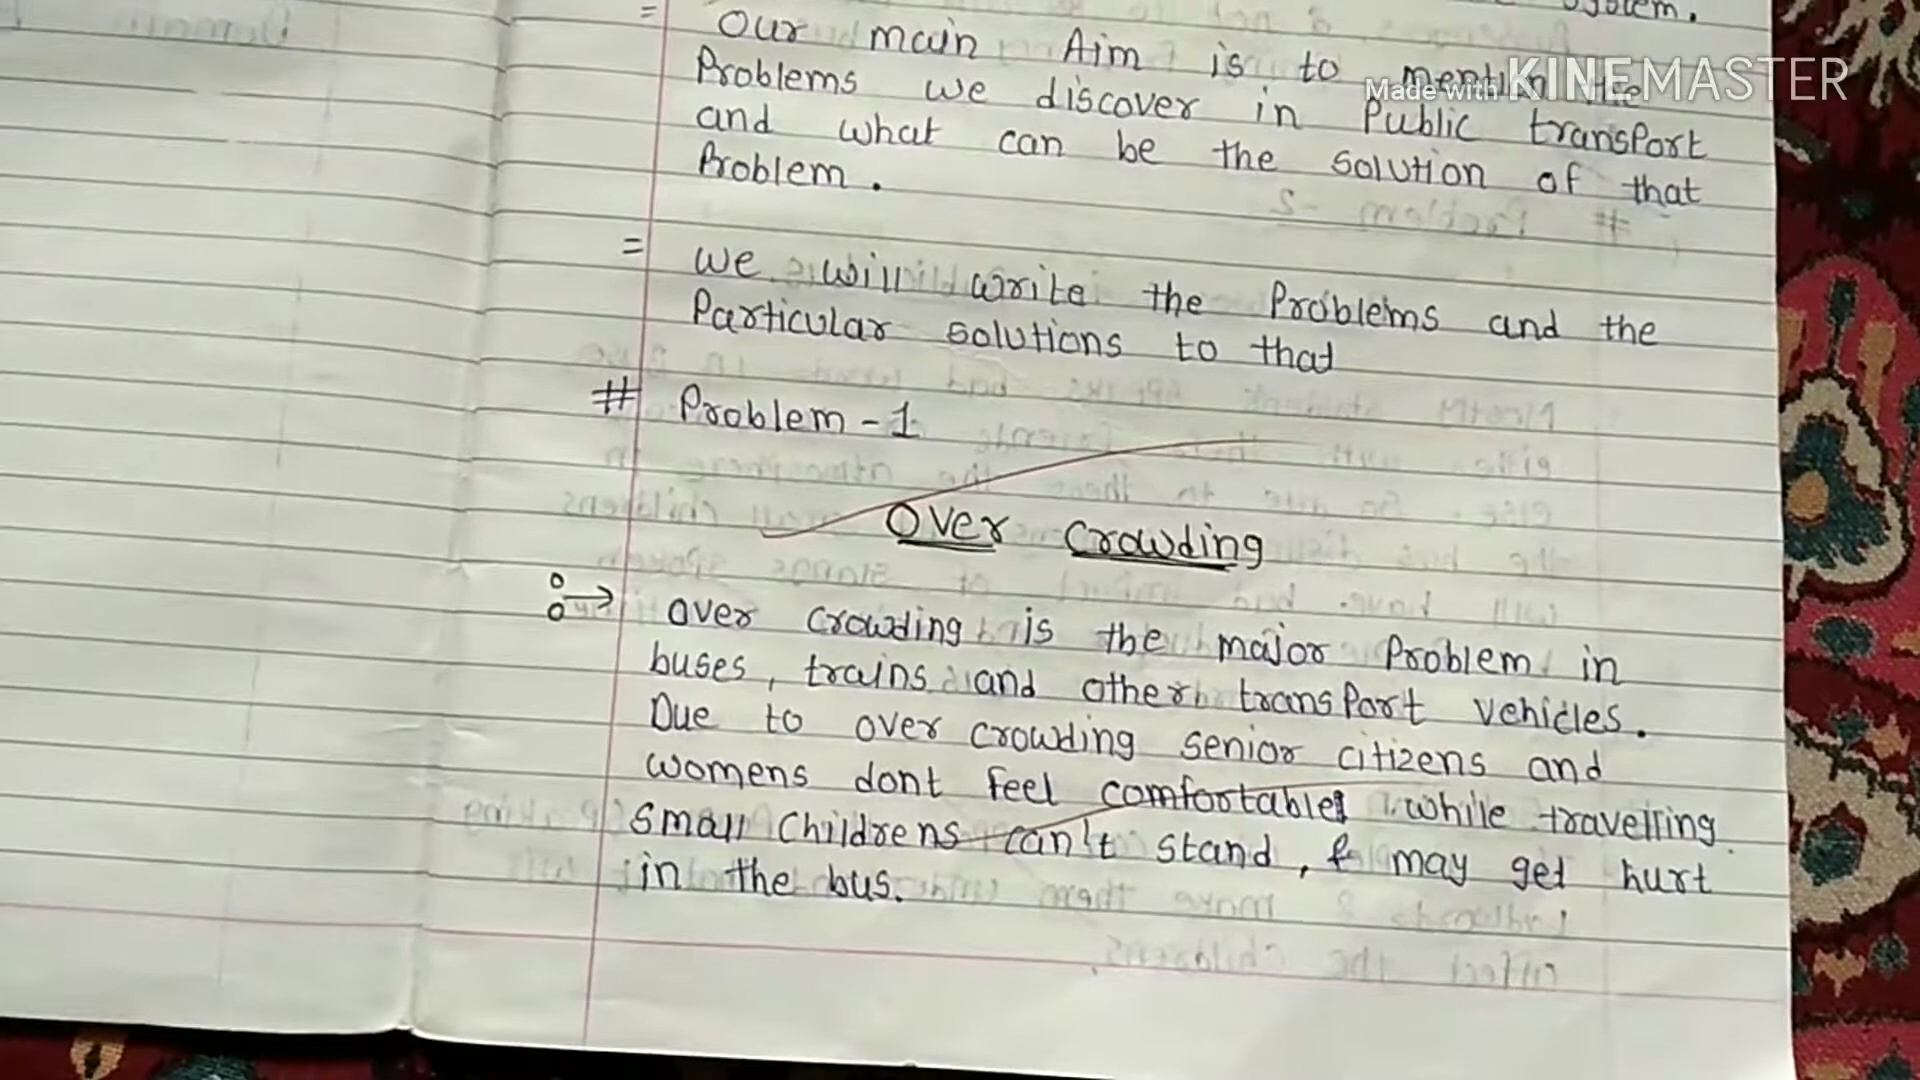 = Our main Aim is to mention the
Problems we discover in Public transport
and what can be the solution of that
Problem.
= we will write the Problems and the
Particular solutions to that
# Problem - 1
Over Crowding
over crowding is the major Problem in
buses, trains and other transport vehicles.
Due to over crowding senior citizens and
womens dont feel comfortable while travelling
small childrens can't stand, & may get hurt
in the bus.
Made with KINEMASTER